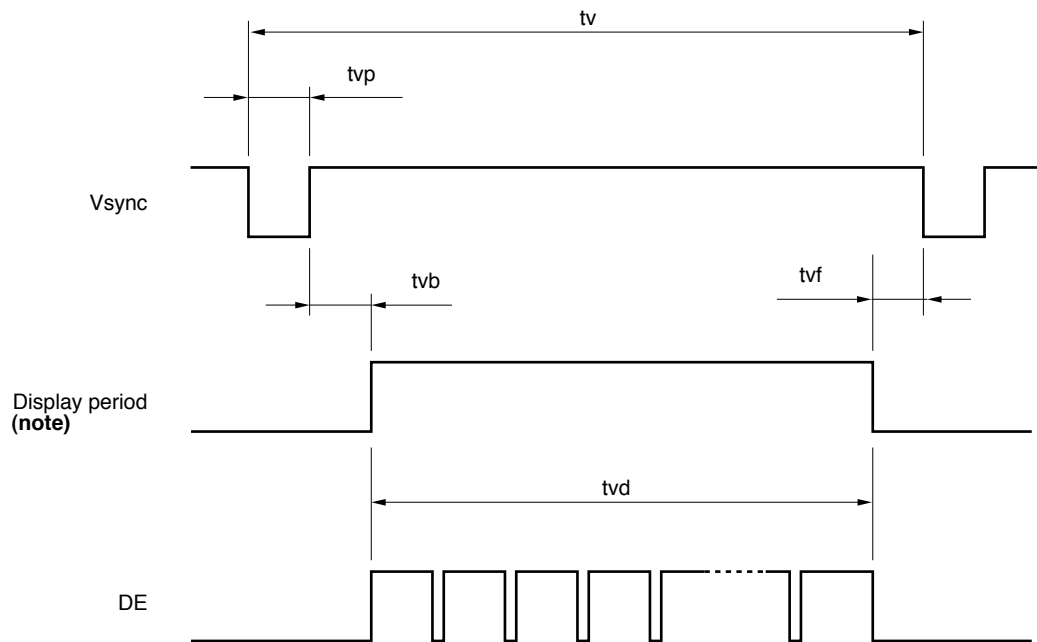 tv
tvp
Vsync
tvb
tvf
Display period
(note)
tvd
DE